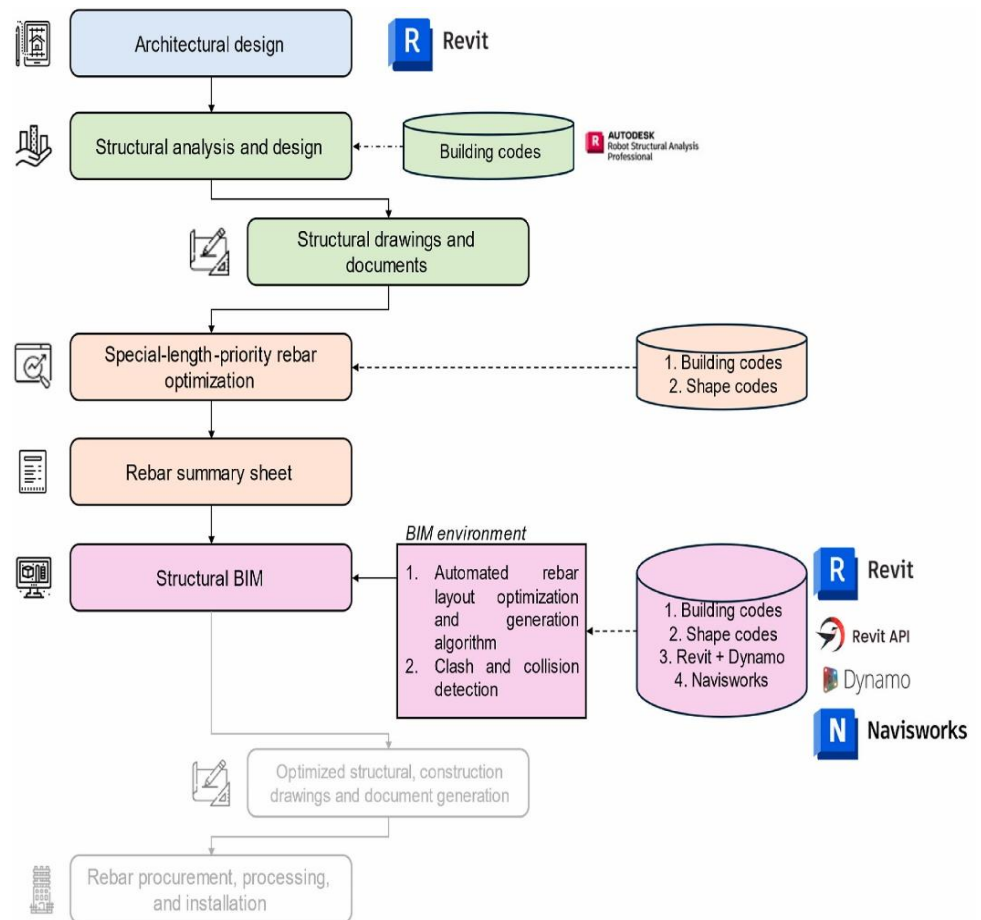 Architectural design
R Revit
Structural analysis and design
Building codes
R AUTODESK
Robot Structural Analysis
Professional
Structural drawings and
documents
Special-length-priority rebar
optimization
1. Building codes
2. Shape codes
Rebar summary sheet
Structural BIM
BIM environment
1. Automated rebar
layout optimization
and generation
algorithm
2. Clash and collision
detection
1. Building codes
2. Shape codes
3. Revit + Dynamo
4. Navisworks
R Revit
Revit API
Dynamo
N Navisworks
Optimized structural, construction
drawings and document generation
Rebar procurement, processing,
and installation